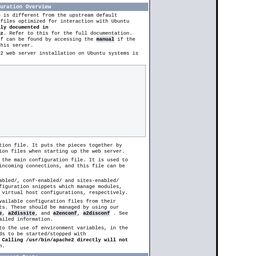 uration Overview
is different from the upstream default
files optimized for interaction with Ubuntu
ly documented in
z. Refer to this for the full documentation.
f can be found by accessing the manual if the
his server.
2 web server installation on Ubuntu systems is
tion file. It puts the pieces together by
ion files when starting up the web server.
the main configuration file. It is used to
incoming connections, and this file can be
abled/, conf-enabled/ and sites-enabled/
figuration snippets which manage modules,
virtual host configurations, respectively.
vailable configuration files from their
ts. These should be managed by using our
e, a2dissite, and a2enconf, a2disconf . See
ailed information.
to the use of environment variables, in the
ds to be started/stopped with
Calling /usr/bin/apache2 directly will not
n.